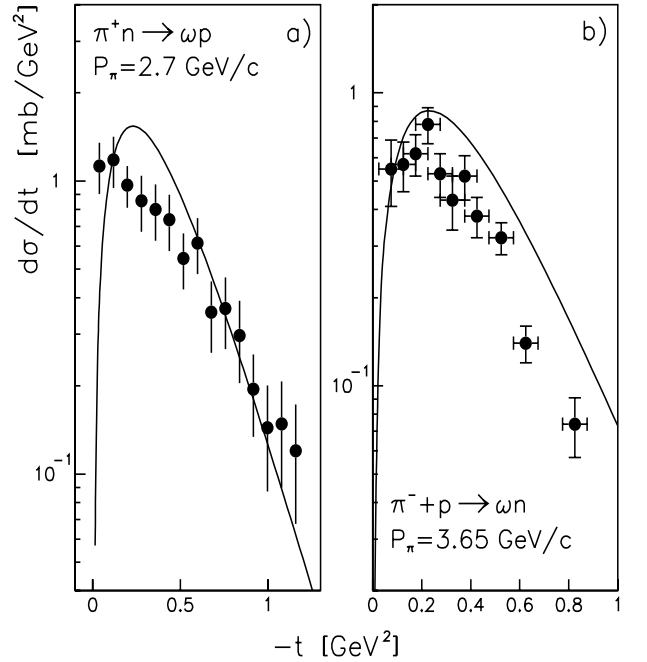 dσ/dt [mb/GeV²]
π⁺n → ωp
a)
P_π=2.7 GeV/c
1
10⁻¹
0 0.5 1
b)
1
10⁻¹
π⁻+p → ωn
P_π=3.65 GeV/c
0 0.2 0.4 0.6 0.8 1
−t [GeV²]